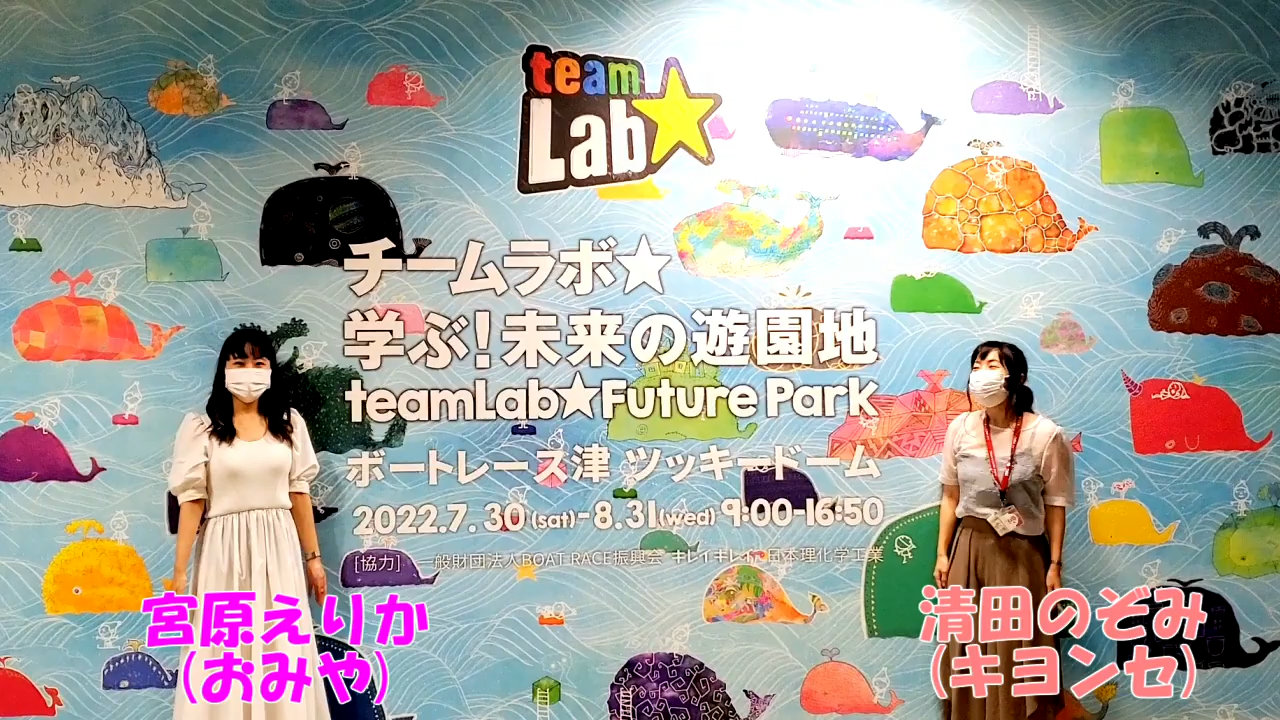 team
Lab
チームラボ★
学ぶ!未来の遊園地
teamLab★Future Park
ボートレース津 ツッキードーム
2022.7.30(sat)-8.31(wed) 9:00-16:50
[協力] 一般財団法人BOAT RACE振興会 キレイキレイ 日本理化学工業
宮原えりか
(おみや)
清田のぞみ
(キヨンセ)